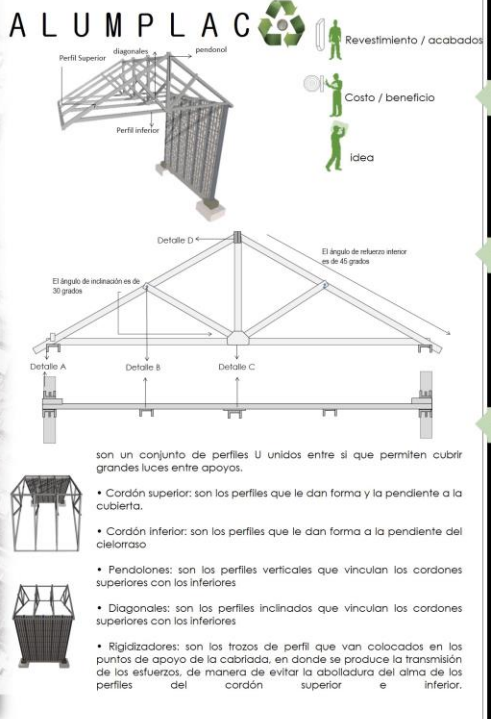 ALUMPLAC
Revestimiento / acabados
Perfil Superior
diagonales
pendonol
Costo / beneficio
Perfil inferior
idea
Detalle D
El ángulo de refuerzo interior
es de 45 grados
El ángulo de inclinación es de
30 grados
Detalle A
Detalle B
Detalle C
son un conjunto de perfiles U unidos entre si que permiten cubrir
grandes luces entre apoyos.
• Cordón superior: son los perfiles que le dan forma y la pendiente a la
cubierta.
• Cordón inferior: son los perfiles que le dan forma a la pendiente del
cielorraso
• Pendolones: son los perfiles verticales que vinculan los cordones
superiores con los inferiores
• Diagonales: son los perfiles inclinados que vinculan los cordones
superiores con los inferiores
• Rigidizadores: son los trozos de perfil que van colocados en los
puntos de apoyo de la cabriada, en donde se produce la transmisión
de los esfuerzos, de manera de evitar la abolladura del alma de los
perfiles del cordón superior e inferior.